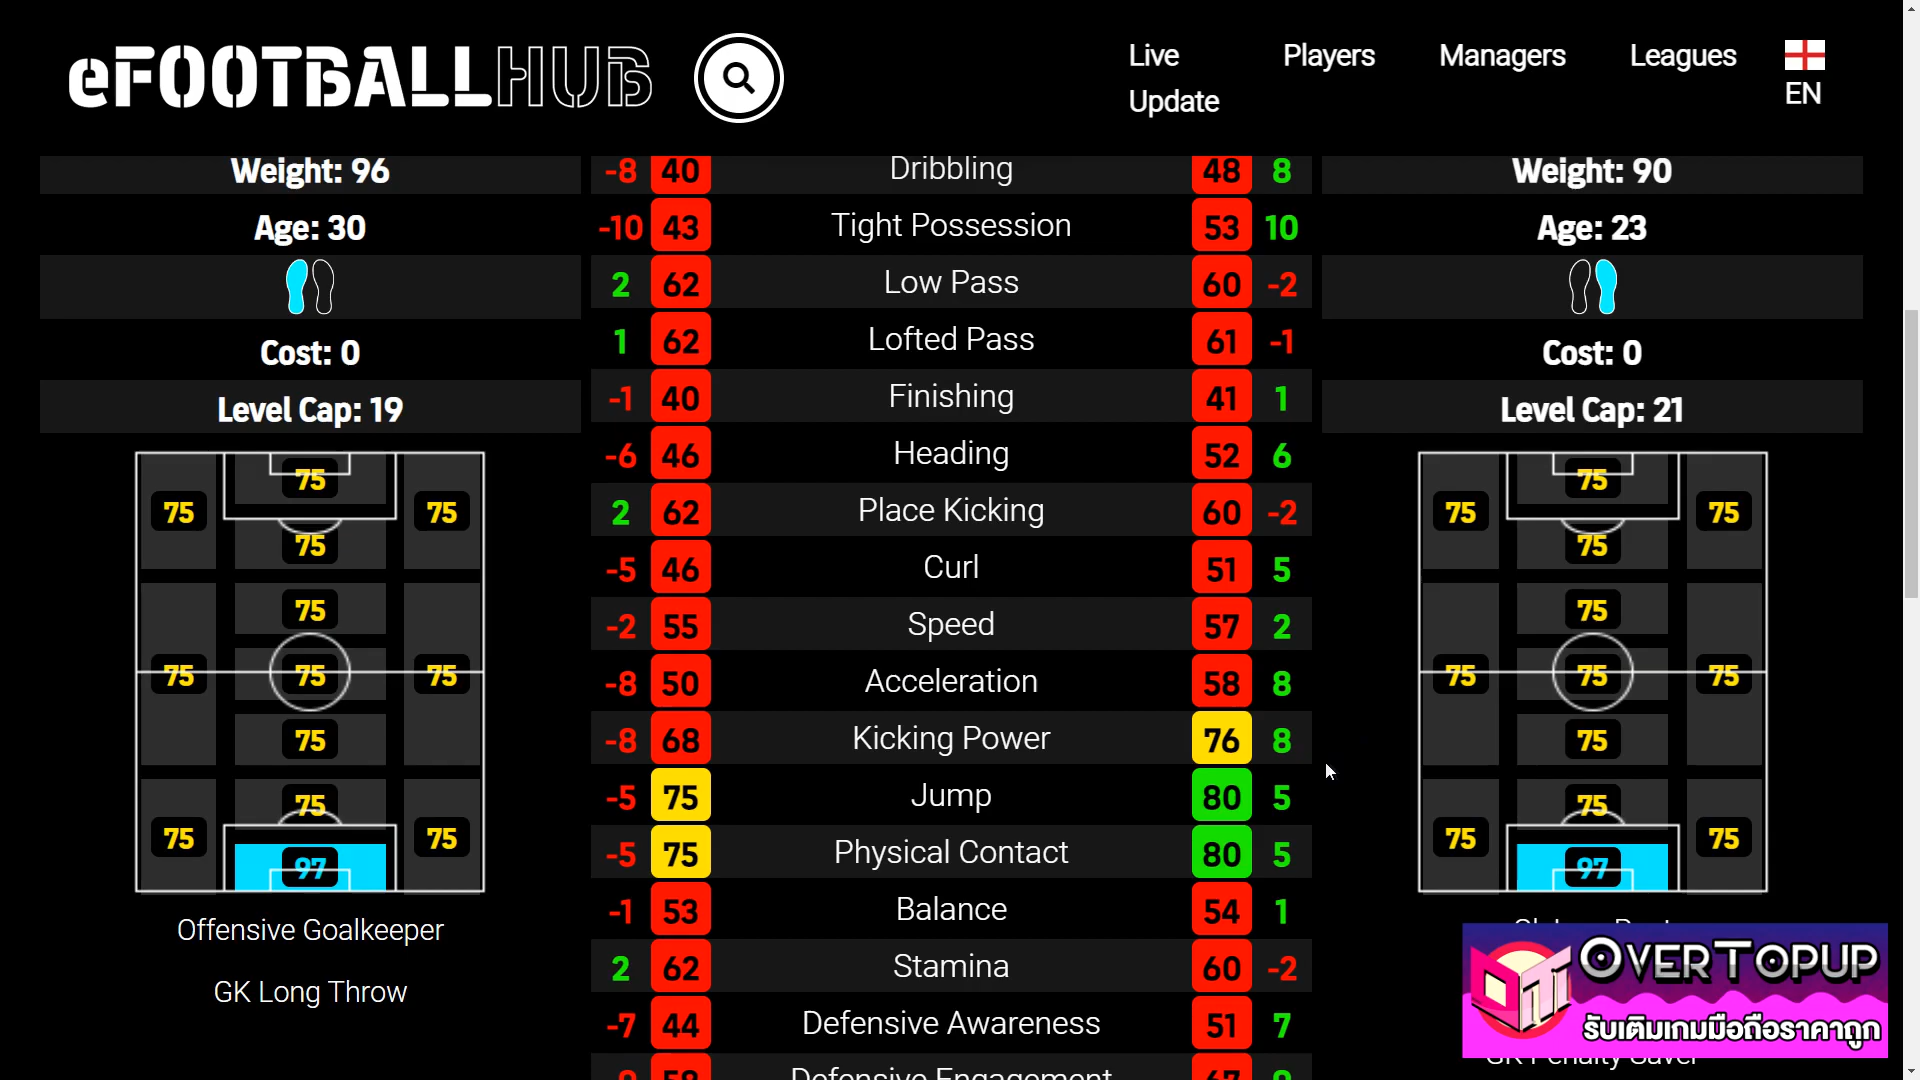 eFOOTBALLHUB
Live Update
Players
Managers
Leagues
EN
Weight: 96
Age: 30
Cost: 0
Level Cap: 19
75
75 75
75
75
75 75 75
75
75
75 75
97
Offensive Goalkeeper
GK Long Throw
-8 40 Dribbling 48 8
-10 43 Tight Possession 53 10
2 62 Low Pass 60 -2
1 62 Lofted Pass 61 -1
-1 40 Finishing 41 1
-6 46 Heading 52 6
2 62 Place Kicking 60 -2
-5 46 Curl 51 5
-2 55 Speed 57 2
-8 50 Acceleration 58 8
-8 68 Kicking Power 76 8
-5 75 Jump 80 5
-5 75 Physical Contact 80 5
-1 53 Balance 54 1
2 62 Stamina 60 -2
-7 44 Defensive Awareness 51 7
Defensive Engagement
Weight: 90
Age: 23
Cost: 0
Level Cap: 21
75
75 75
75
75
75 75 75
75
75
75 75
97
GK Penalty Saver
OVERTOPUP
รับเติมเกมมือถือราคาถูก